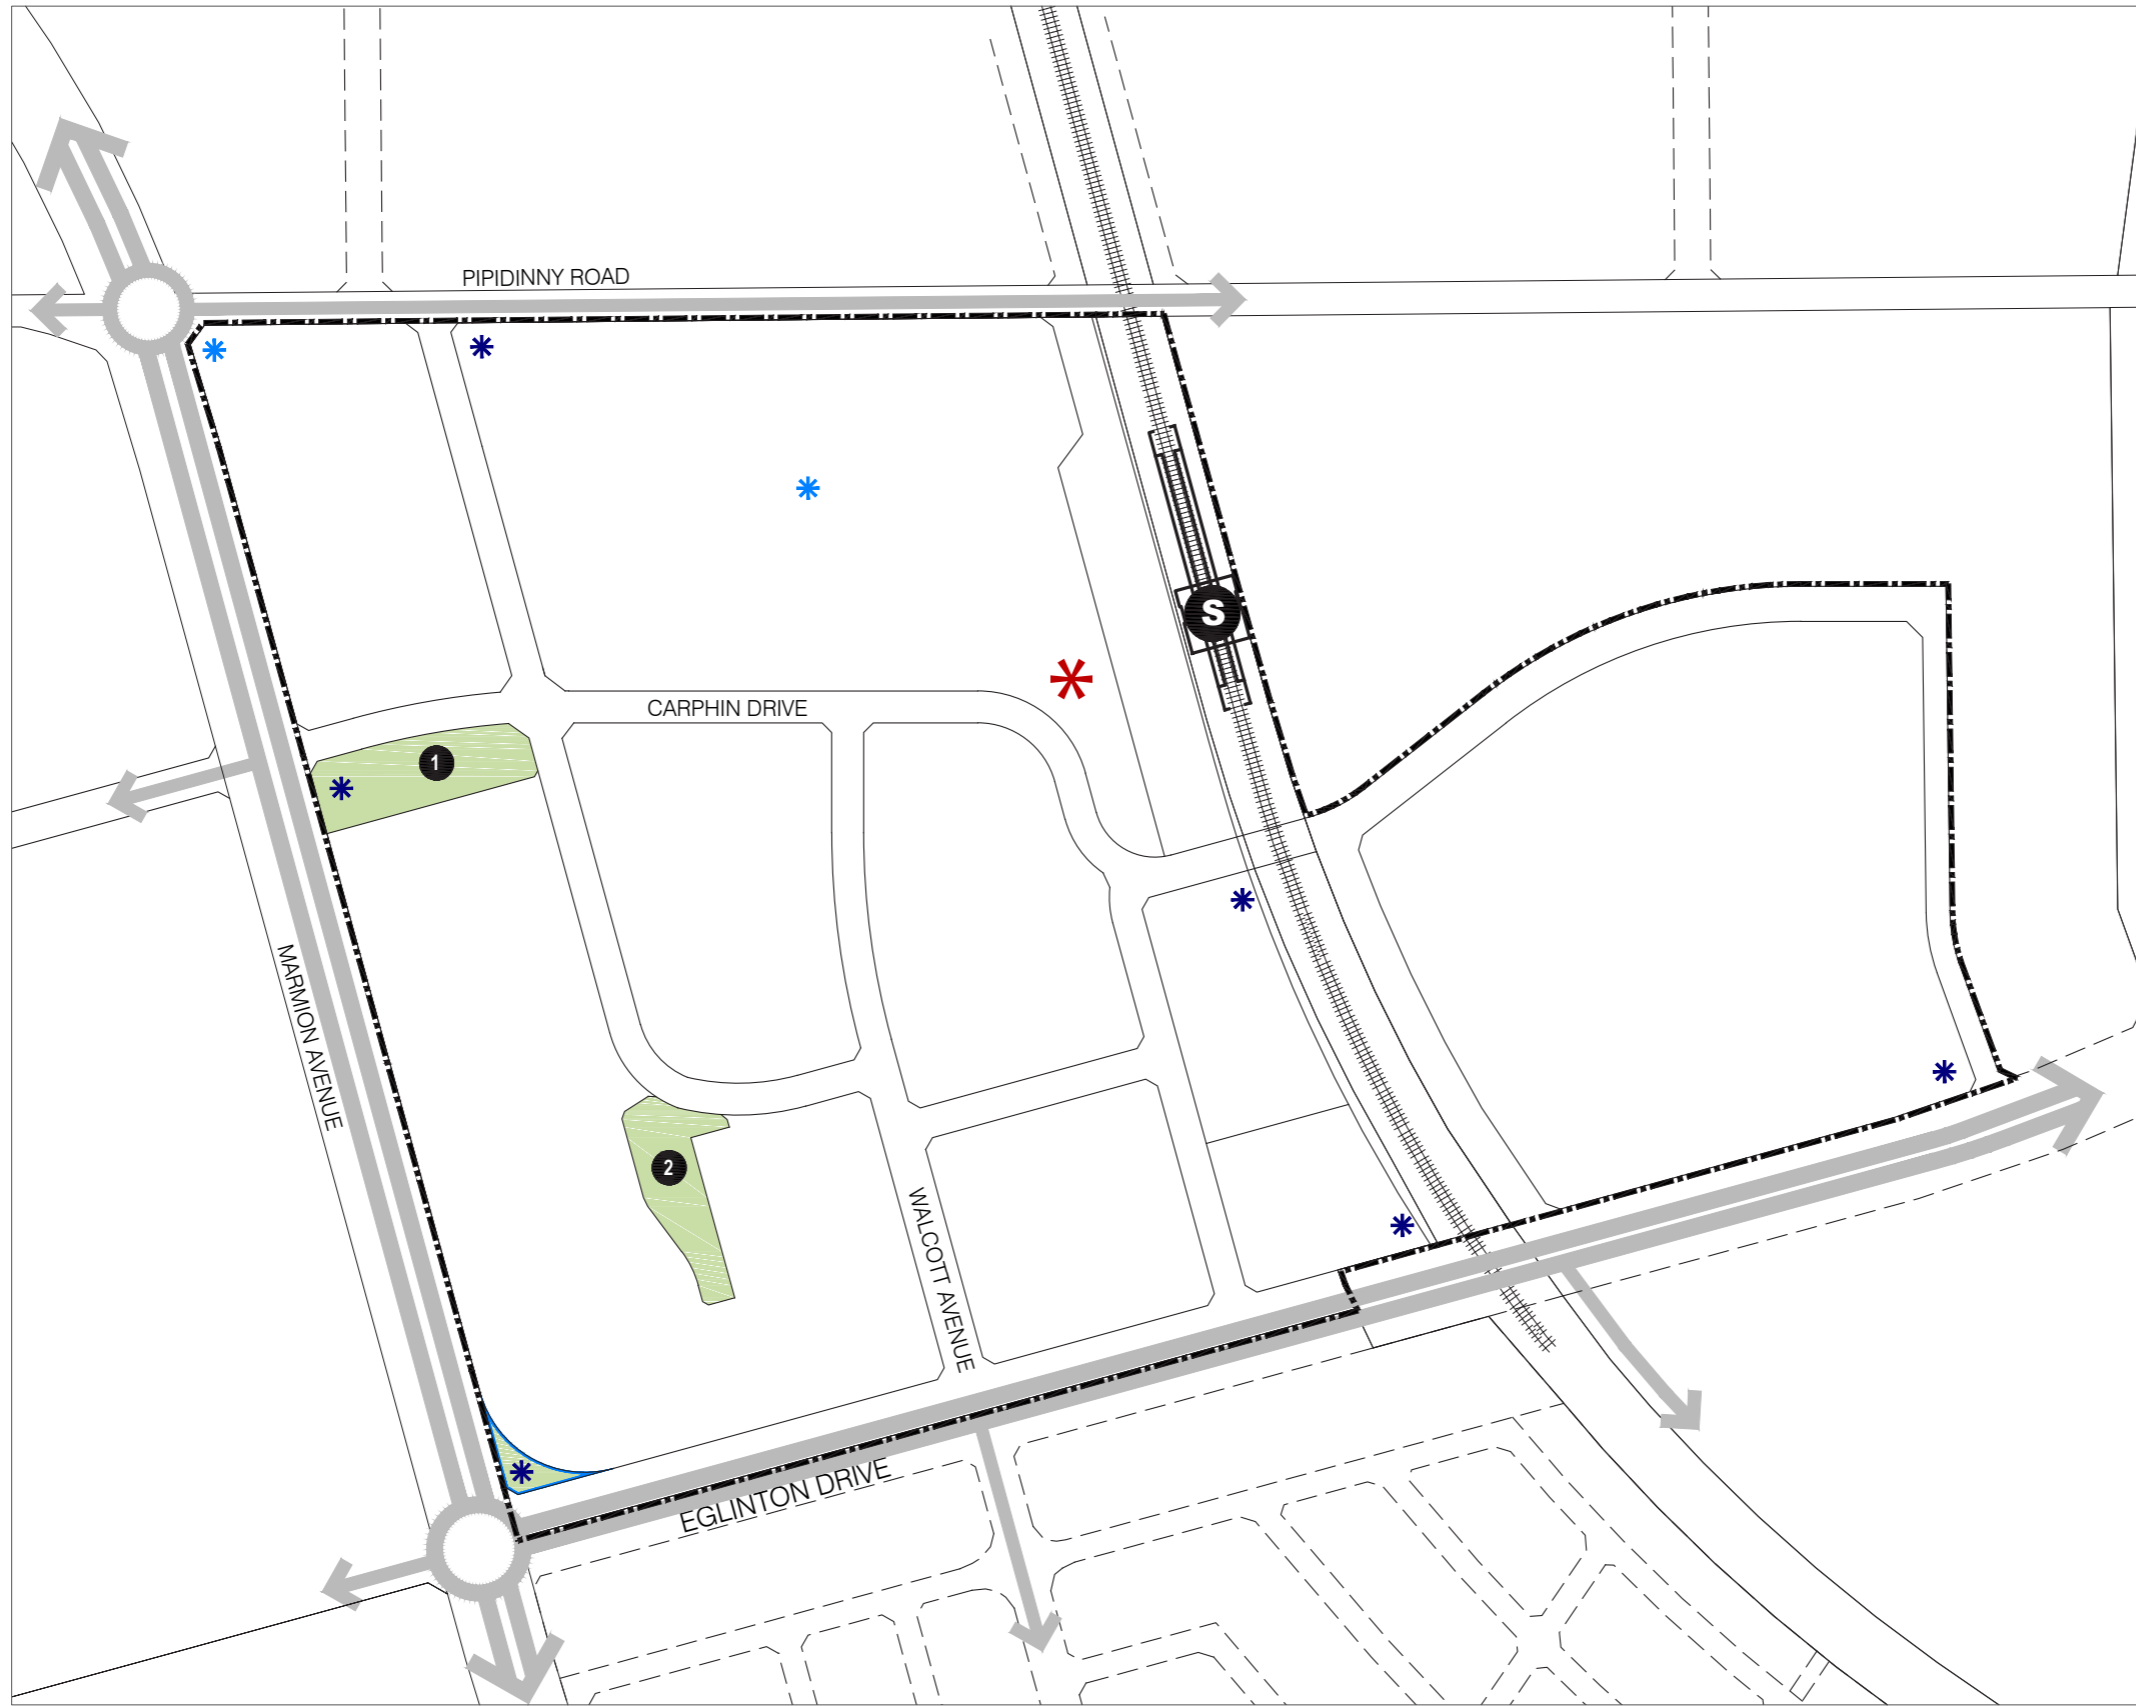 PIPIDINNY ROAD
S
CARPHIN DRIVE
1
MARMION AVENUE
2
WALCOTT AVENUE
EGLINTON DRIVE